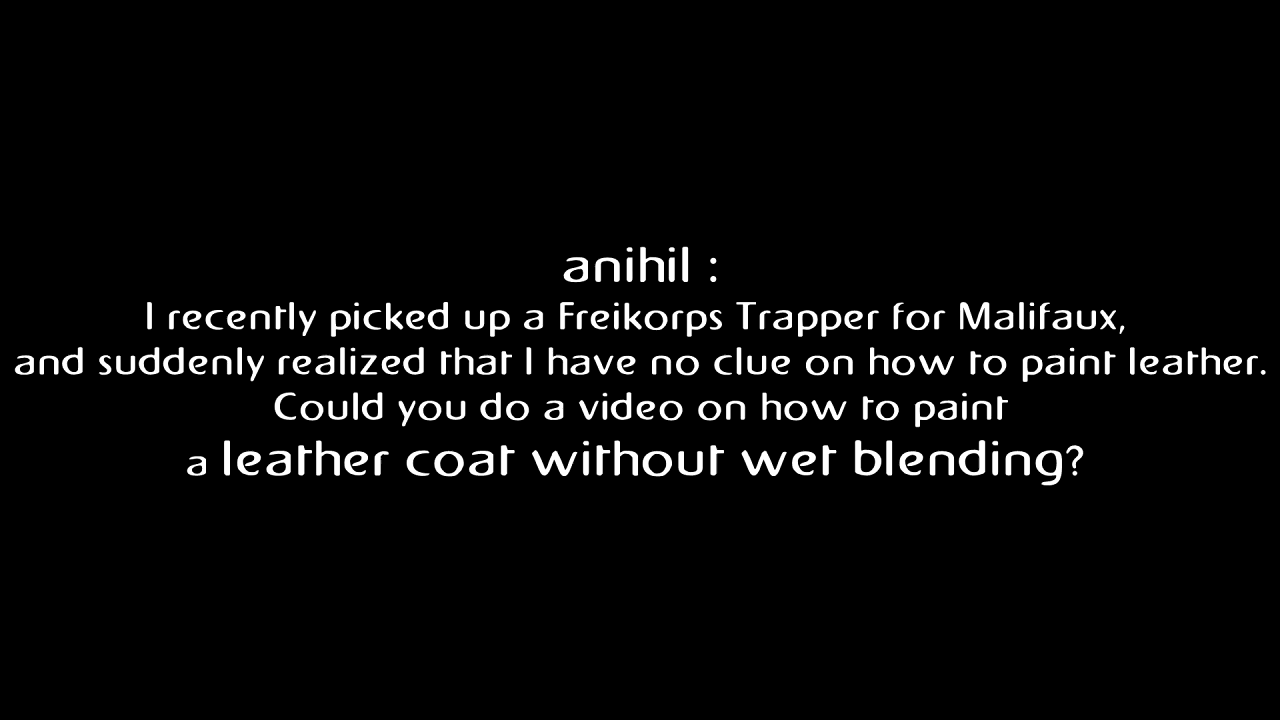 anihil :
I recently picked up a Freikorps Trapper for Malifaux,
and suddenly realized that I have no clue on how to paint leather.
Could you do a video on how to paint
a leather coat without wet blending?